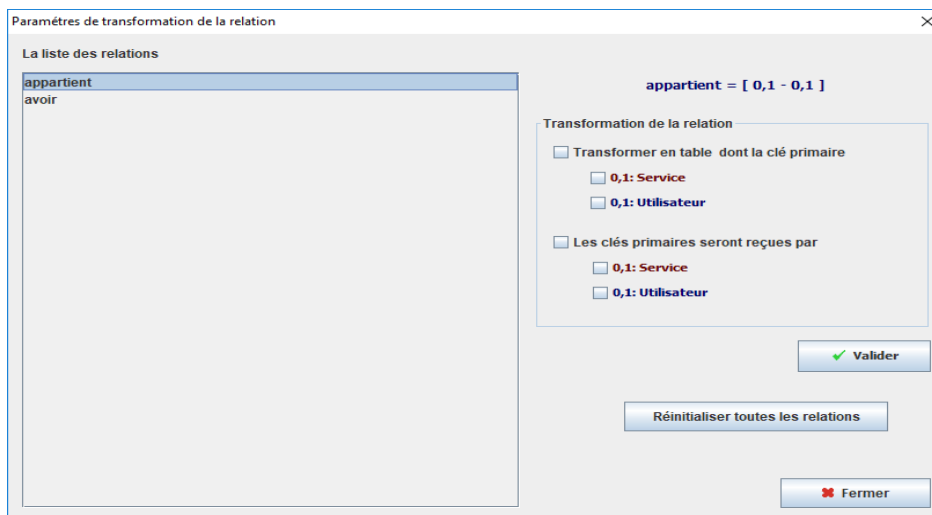 Paramétres de transformation de la relation
La liste des relations
appartient
avoir
appartient = [ 0,1 - 0,1 ]
Transformation de la relation
Transformer en table dont la clé primaire
0,1: Service
0,1: Utilisateur
Les clés primaires seront reçues par
0,1: Service
0,1: Utilisateur
Valider
Réinitialiser toutes les relations
Fermer